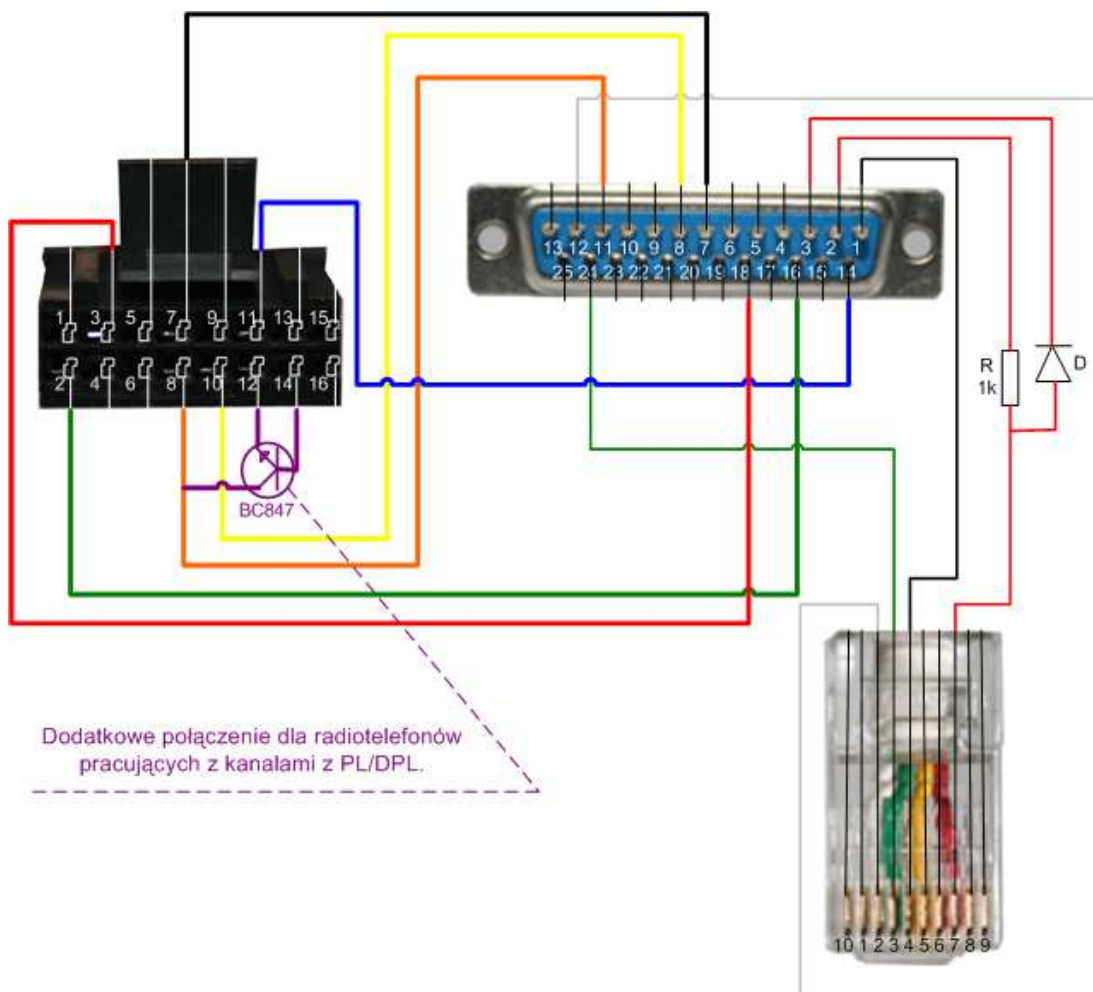 13 12 11 10 9 8 7 6 5 4 3 2 1
25 24 23 22 21 20 19 18 17 16 15 14
1 3 5 7 9 11 13 15
2 4 6 8 10 12 14 16
R
1k
D
BC847
Dodatkowe połączenie dla radiotelefonów
pracujących z kanalami z PL/DPL.
10 1 2 3 4 5 6 7 8 9